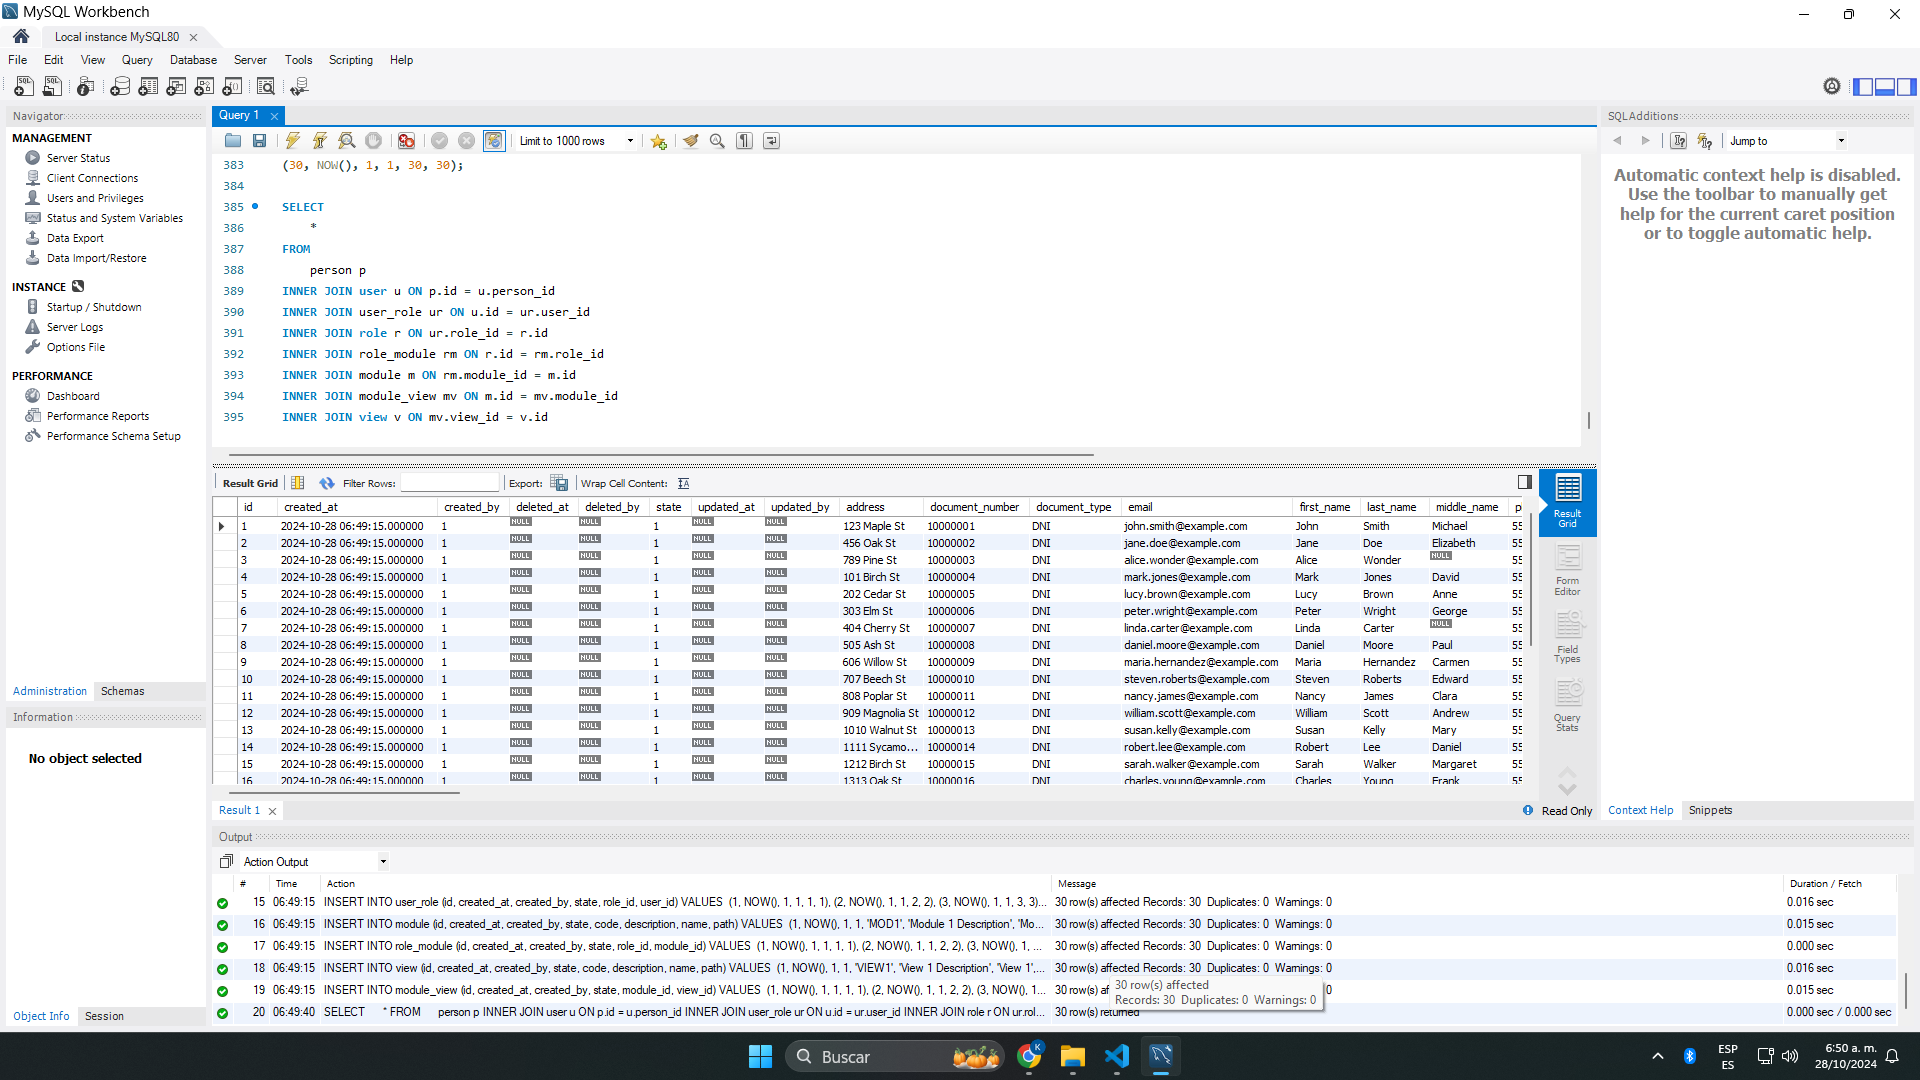 MySQL Workbench
Local instance MySQL80
File Edit View Query Database Server Tools Scripting Help
Navigator
MANAGEMENT
Server Status
Client Connections
Users and Privileges
Status and System Variables
Data Export
Data Import/Restore
INSTANCE
Startup / Shutdown
Server Logs
Options File
PERFORMANCE
Dashboard
Performance Reports
Performance Schema Setup
Administration Schemas
Information
No object selected
Object Info Session
Query 1
Limit to 1000 rows
383 (30, NOW(), 1, 1, 30, 30);
384
385 SELECT
386 *
387 FROM
388 person p
389 INNER JOIN user u ON p.id = u.person_id
390 INNER JOIN user_role ur ON u.id = ur.user_id
391 INNER JOIN role r ON ur.role_id = r.id
392 INNER JOIN role_module rm ON r.id = rm.role_id
393 INNER JOIN module m ON rm.module_id = m.id
394 INNER JOIN module_view mv ON m.id = mv.module_id
395 INNER JOIN view v ON mv.view_id = v.id
Result Grid Filter Rows: Export: Wrap Cell Content:
id created_at created_by deleted_at deleted_by state updated_at updated_by address document_number document_type email first_name last_name middle_name p
1 2024-10-28 06:49:15.000000 1 NULL NULL 1 NULL NULL 123 Maple St 10000001 DNI john.smith@example.com John Smith Michael 55
2 2024-10-28 06:49:15.000000 1 NULL NULL 1 NULL NULL 456 Oak St 10000002 DNI jane.doe@example.com Jane Doe Elizabeth 55
3 2024-10-28 06:49:15.000000 1 NULL NULL 1 NULL NULL 789 Pine St 10000003 DNI alice.wonder@example.com Alice Wonder NULL 55
4 2024-10-28 06:49:15.000000 1 NULL NULL 1 NULL NULL 101 Birch St 10000004 DNI mark.jones@example.com Mark Jones David 55
5 2024-10-28 06:49:15.000000 1 NULL NULL 1 NULL NULL 202 Cedar St 10000005 DNI lucy.brown@example.com Lucy Brown Anne 55
6 2024-10-28 06:49:15.000000 1 NULL NULL 1 NULL NULL 303 Elm St 10000006 DNI peter.wright@example.com Peter Wright George 55
7 2024-10-28 06:49:15.000000 1 NULL NULL 1 NULL NULL 404 Cherry St 10000007 DNI linda.carter@example.com Linda Carter NULL 55
8 2024-10-28 06:49:15.000000 1 NULL NULL 1 NULL NULL 505 Ash St 10000008 DNI daniel.moore@example.com Daniel Moore Paul 55
9 2024-10-28 06:49:15.000000 1 NULL NULL 1 NULL NULL 606 Willow St 10000009 DNI maria.hernandez@example.com Maria Hernandez Carmen 55
10 2024-10-28 06:49:15.000000 1 NULL NULL 1 NULL NULL 707 Beech St 10000010 DNI steven.roberts@example.com Steven Roberts Edward 55
11 2024-10-28 06:49:15.000000 1 NULL NULL 1 NULL NULL 808 Poplar St 10000011 DNI nancy.james@example.com Nancy James Clara 55
12 2024-10-28 06:49:15.000000 1 NULL NULL 1 NULL NULL 909 Magnolia St 10000012 DNI william.scott@example.com William Scott Andrew 55
13 2024-10-28 06:49:15.000000 1 NULL NULL 1 NULL NULL 1010 Walnut St 10000013 DNI susan.kelly@example.com Susan Kelly Mary 55
14 2024-10-28 06:49:15.000000 1 NULL NULL 1 NULL NULL 1111 Sycamo... 10000014 DNI robert.lee@example.com Robert Lee Daniel 55
15 2024-10-28 06:49:15.000000 1 NULL NULL 1 NULL NULL 1212 Birch St 10000015 DNI sarah.walker@example.com Sarah Walker Margaret 55
16 2024-10-28 06:49:15.000000 1 NULL NULL 1 NULL NULL 1313 Oak St 10000016 DNI charles.young@example.com Charles Young Frank 55
Result Grid
Form Editor
Field Types
Query Stats
Result 1 Read Only
SQLAdditions
Jump to
Automatic context help is disabled.
Use the toolbar to manually get
help for the current caret position
or to toggle automatic help.
Context Help Snippets
Output
Action Output
# Time Action Message Duration / Fetch
15 06:49:15 INSERT INTO user_role (id, created_at, created_by, state, role_id, user_id) VALUES (1, NOW(), 1, 1, 1, 1), (2, NOW(), 1, 1, 2, 2), (3, NOW(), 1, 1, 3, 3)... 30 row(s) affected Records: 30 Duplicates: 0 Warnings: 0 0.016 sec
16 06:49:15 INSERT INTO module (id, created_at, created_by, state, code, description, name, path) VALUES (1, NOW(), 1, 1, 'MOD1', 'Module 1 Description', 'Mo... 30 row(s) affected Records: 30 Duplicates: 0 Warnings: 0 0.015 sec
17 06:49:15 INSERT INTO role_module (id, created_at, created_by, state, role_id, module_id) VALUES (1, NOW(), 1, 1, 1, 1), (2, NOW(), 1, 1, 2, 2), (3, NOW(), 1, ... 30 row(s) affected Records: 30 Duplicates: 0 Warnings: 0 0.000 sec
18 06:49:15 INSERT INTO view (id, created_at, created_by, state, code, description, name, path) VALUES (1, NOW(), 1, 1, 'VIEW1', 'View 1 Description', 'View 1',... 30 row(s) affected Records: 30 Duplicates: 0 Warnings: 0 0.016 sec
19 06:49:15 INSERT INTO module_view (id, created_at, created_by, state, module_id, view_id) VALUES (1, NOW(), 1, 1, 1, 1), (2, NOW(), 1, 1, 2, 2), (3, NOW(), 1... 30 row(s) af 0 0.015 sec
30 row(s) affected
Records: 30 Duplicates: 0 Warnings: 0
20 06:49:40 SELECT * FROM person p INNER JOIN user u ON p.id = u.person_id INNER JOIN user_role ur ON u.id = ur.user_id INNER JOIN role r ON ur.rol... 30 row(s) returned 0.000 sec / 0.000 sec
Buscar
K
ESP
ES
6:50 a. m.
28/10/2024